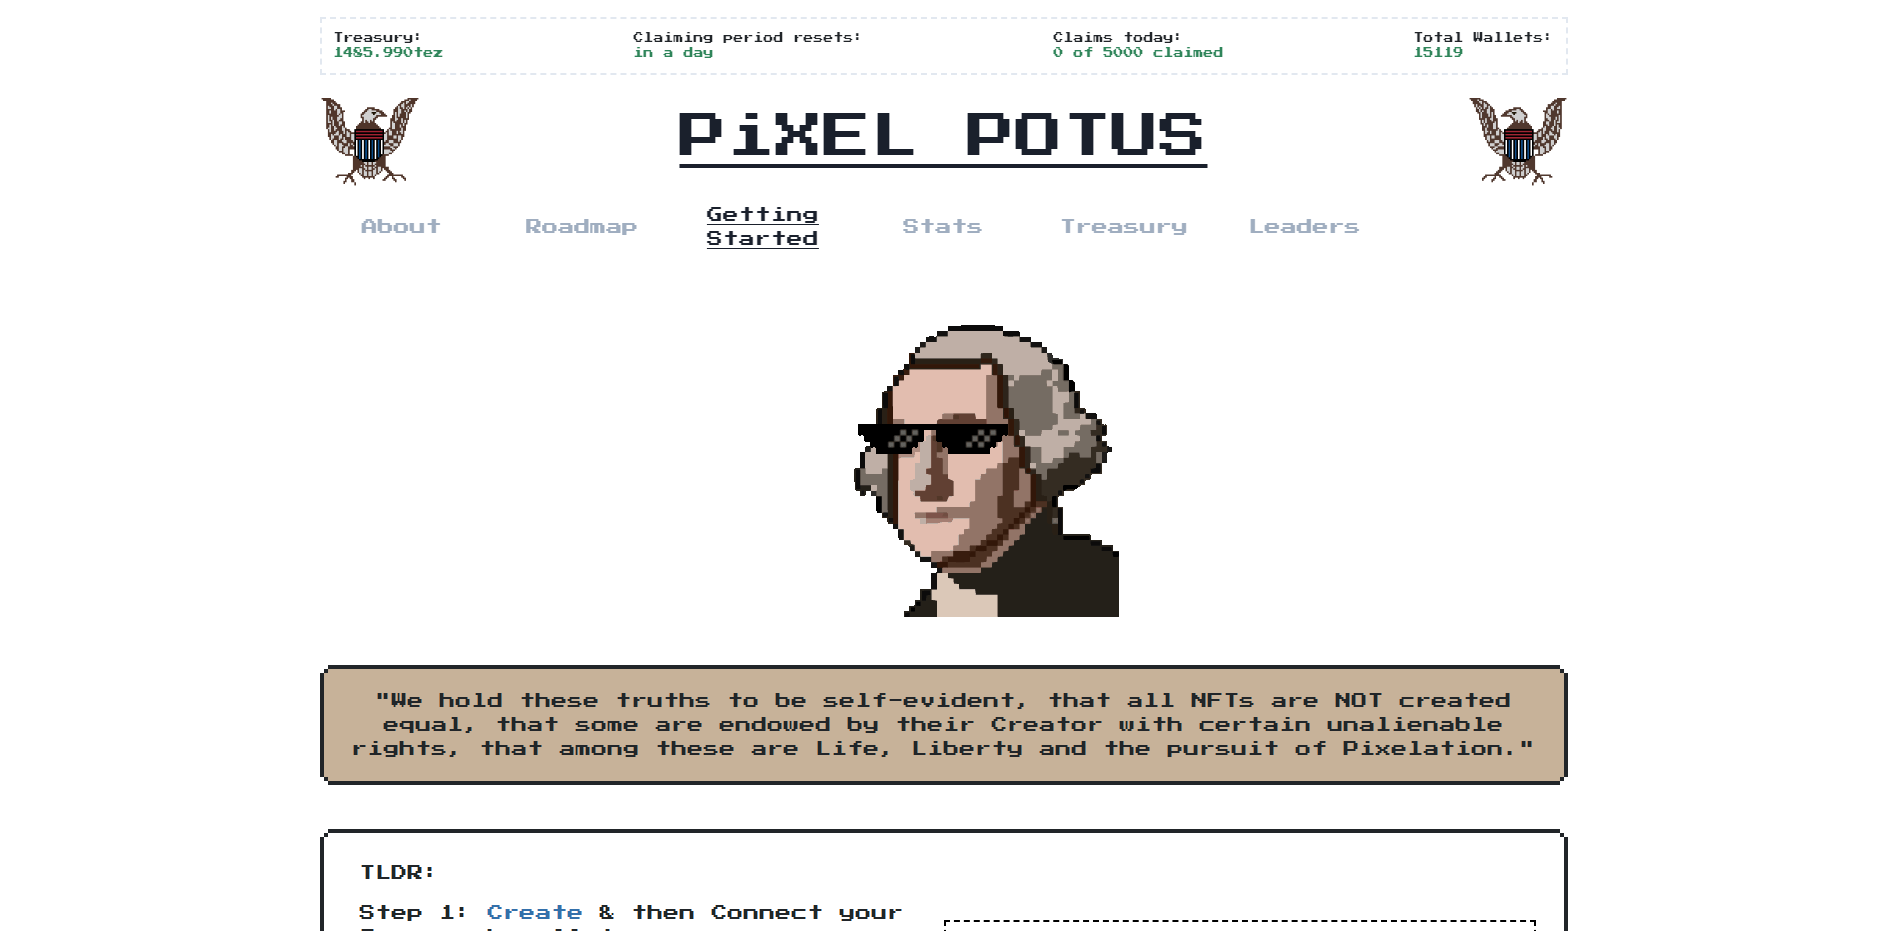 Treasury:
1485.990tez
Claiming period resets:
in a day
Claims today:
0 of 5000 claimed
Total Wallets:
15119
PiXEL POTUS
About
Roadmap
Getting
Started
Stats
Treasury
Leaders
"We hold these truths to be self-evident, that all NFTs are NOT created
equal, that some are endowed by their Creator with certain unalienable
rights, that among these are Life, Liberty and the pursuit of Pixelation."
TLDR:
Step 1: Create & then Connect your